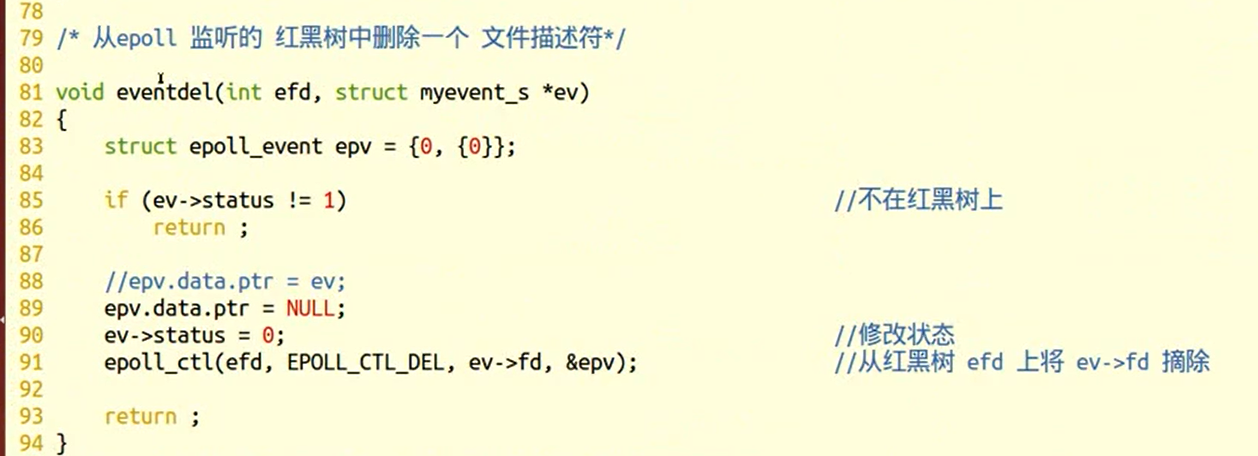 78
79 /* 从epoll 监听的 红黑树中删除一个 文件描述符*/
80
81 void eventdel(int efd, struct myevent_s *ev)
82 {
83     struct epoll_event epv = {0, {0}};
84
85     if (ev->status != 1)                                        //不在红黑树上
86         return ;
87
88     //epv.data.ptr = ev;
89     epv.data.ptr = NULL;
90     ev->status = 0;                                             //修改状态
91     epoll_ctl(efd, EPOLL_CTL_DEL, ev->fd, &epv);                //从红黑树 efd 上将 ev->fd 摘除
92
93     return ;
94 }